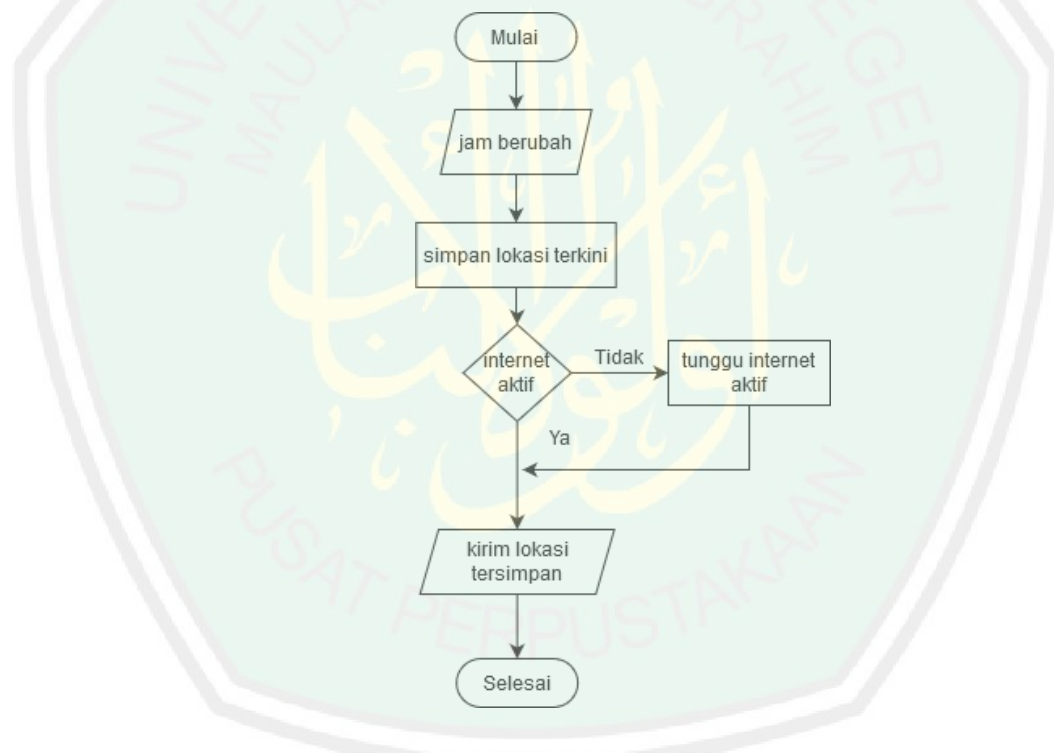 Mulai
jam berubah
simpan lokasi terkini
internet
aktif
Tidak
tunggu internet
aktif
Ya
kirim lokasi
tersimpan
Selesai
PUSAT PERPUSTAKAAN